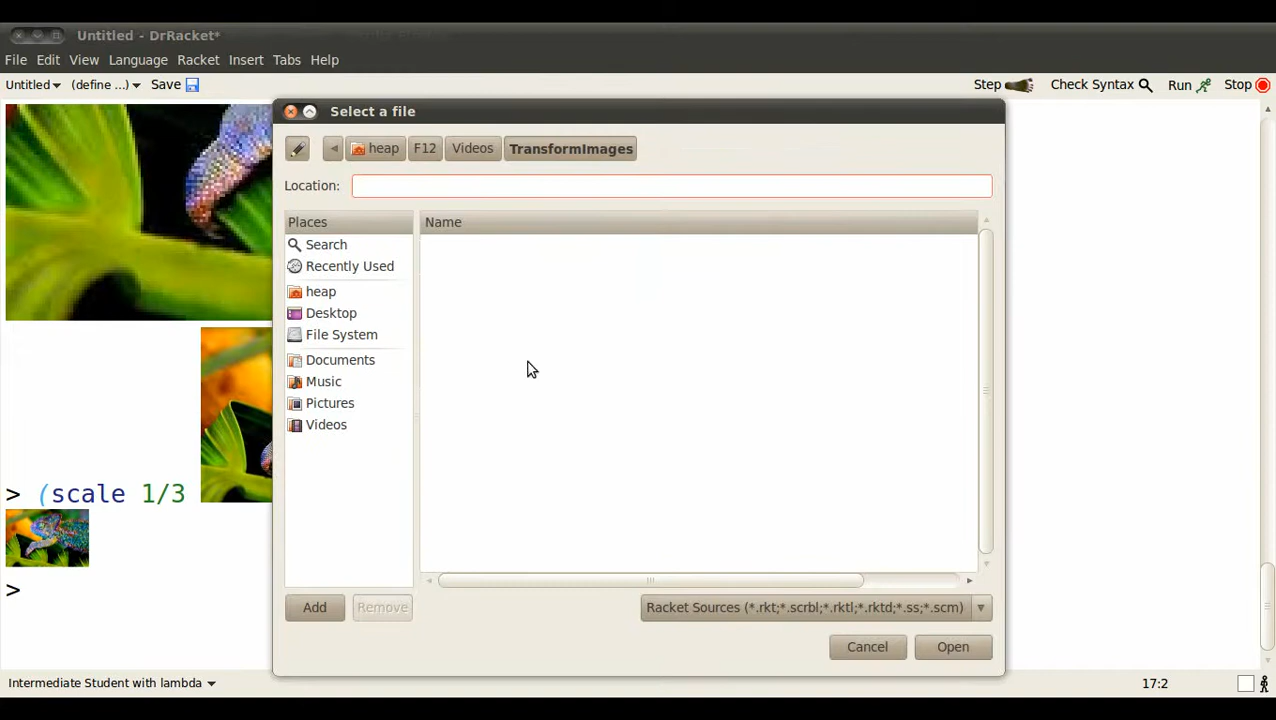 Untitled - DrRacket*
File Edit View Language Racket Insert Tabs Help
Untitled (define ...) Save Step Check Syntax Run Stop
Select a file
heap F12 Videos TransformImages
Location:
Places Name
Search
Recently Used
heap
Desktop
File System
Documents
Music
Pictures
Videos
> (scale 1/3
>
Add Remove Racket Sources (*.rkt;*.scrbl;*.rktl;*.rktd;*.ss;*.scm)
Cancel Open
Intermediate Student with lambda 17:2